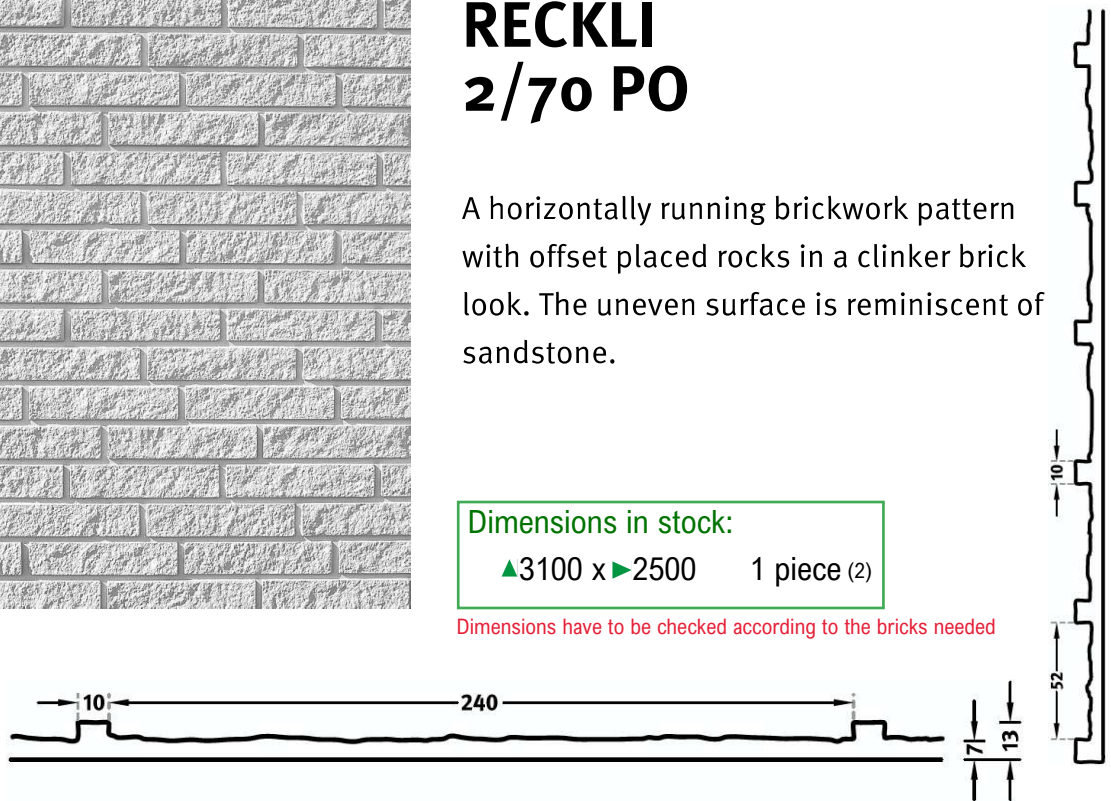 RECKLI
2/70 PO
A horizontally running brickwork pattern
with offset placed rocks in a clinker brick
look. The uneven surface is reminiscent of
sandstone.
Dimensions in stock:
▲3100 x ►2500 1 piece (2)
Dimensions have to be checked according to the bricks needed
10
52
10 240
7 13